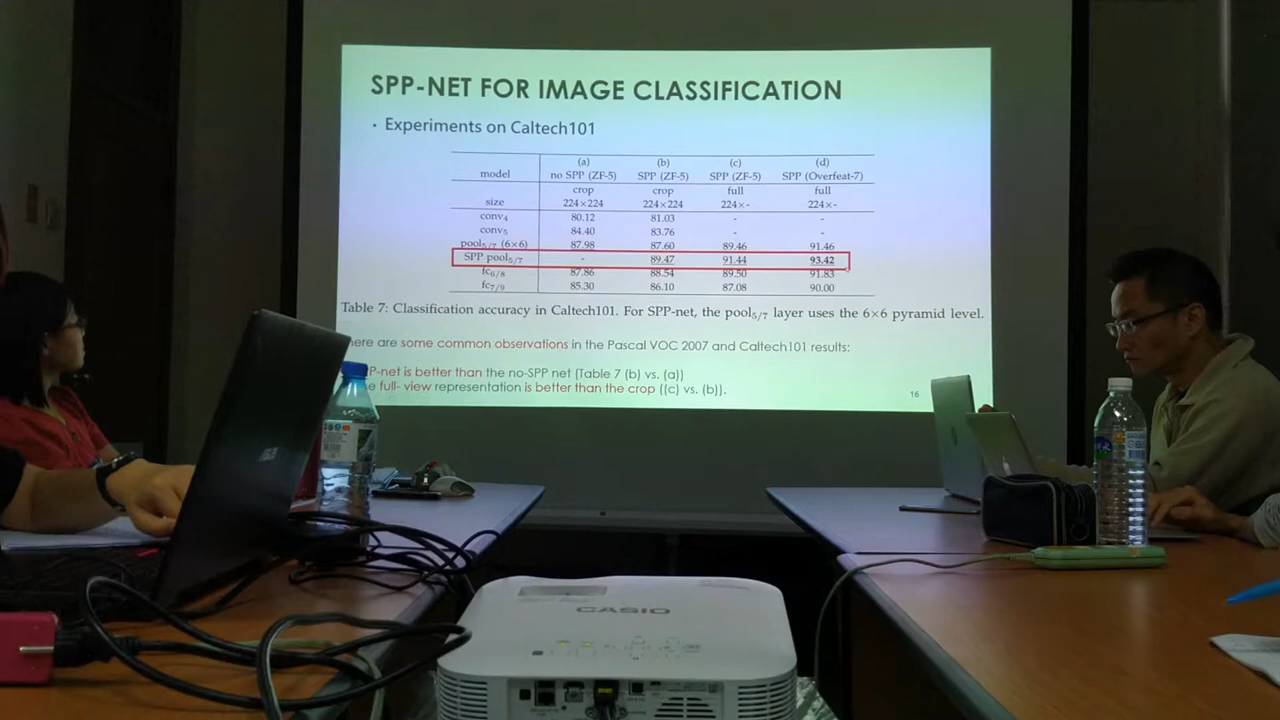 SPP-NET FOR IMAGE CLASSIFICATION
· Experiments on Caltech101
(a) (b) (c) (d)
model no SPP (ZF-5) SPP (ZF-5) SPP (ZF-5) SPP (Overfeat-7)
crop crop full full
size 224×224 224×224 224×- 224×-
conv4 80.12 81.03 - -
conv5 84.40 83.76 - -
pool5/7 (6×6) 87.98 87.60 89.46 91.46
SPP pool5/7 - 89.47 91.44 93.42
fc6/8 87.86 88.54 89.50 91.83
fc7/9 85.30 86.10 87.08 90.00
Table 7: Classification accuracy in Caltech101. For SPP-net, the pool5/7 layer uses the 6×6 pyramid level.
ere are some common observations in the Pascal VOC 2007 and Caltech101 results:
P-net is better than the no-SPP net (Table 7 (b) vs. (a))
e full- view representation is better than the crop ((c) vs. (b)).
16
CASIO